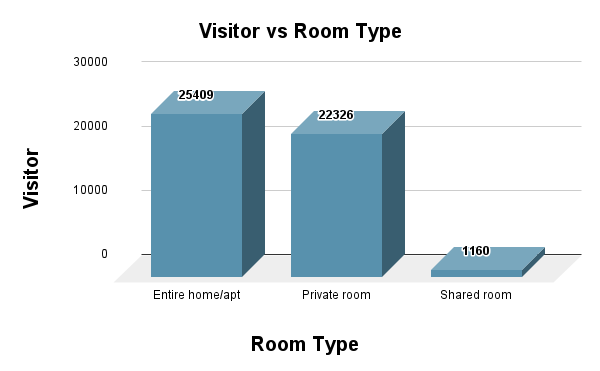 Visitor vs Room Type
30000
20000
10000
0
Visitor
25409
22326
1160
Entire home/apt
Private room
Shared room
Room Type